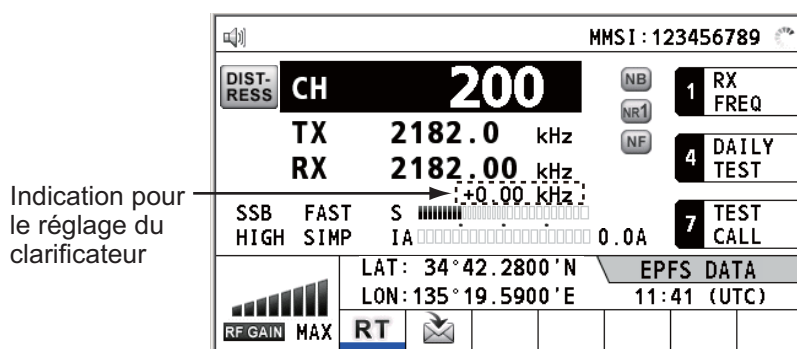 MMSI:123456789
DIST-
RESS
CH 200
NB
NR1
NF
1 RX
FREQ
TX 2182.0 kHz
RX 2182.00 kHz
4 DAILY
TEST
Indication pour
le réglage du
clarificateur
+0.00 kHz
SSB FAST S
HIGH SIMP IA 0.0A
7 TEST
CALL
LAT: 34°42.2800'N
LON:135°19.5900'E
EPFS DATA
11:41 (UTC)
RF GAIN MAX
RT